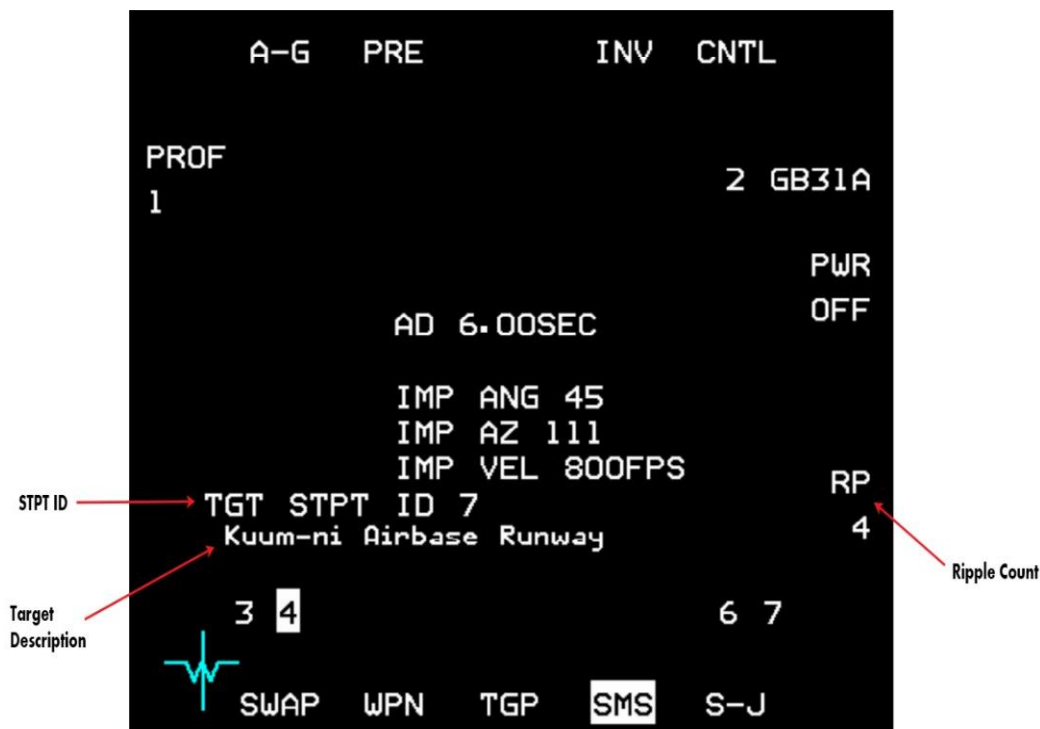 A-G PRE INV CNTL
PROF
1
2 GB31A
PWR
OFF
AD 6.00SEC
IMP ANG 45
IMP AZ 111
IMP VEL 800FPS
RP
4
STPT ID
TGT STPT ID 7
Kuum-ni Airbase Runway
Ripple Count
Target
Description
3 4 6 7
SWAP WPN TGP SMS S-J